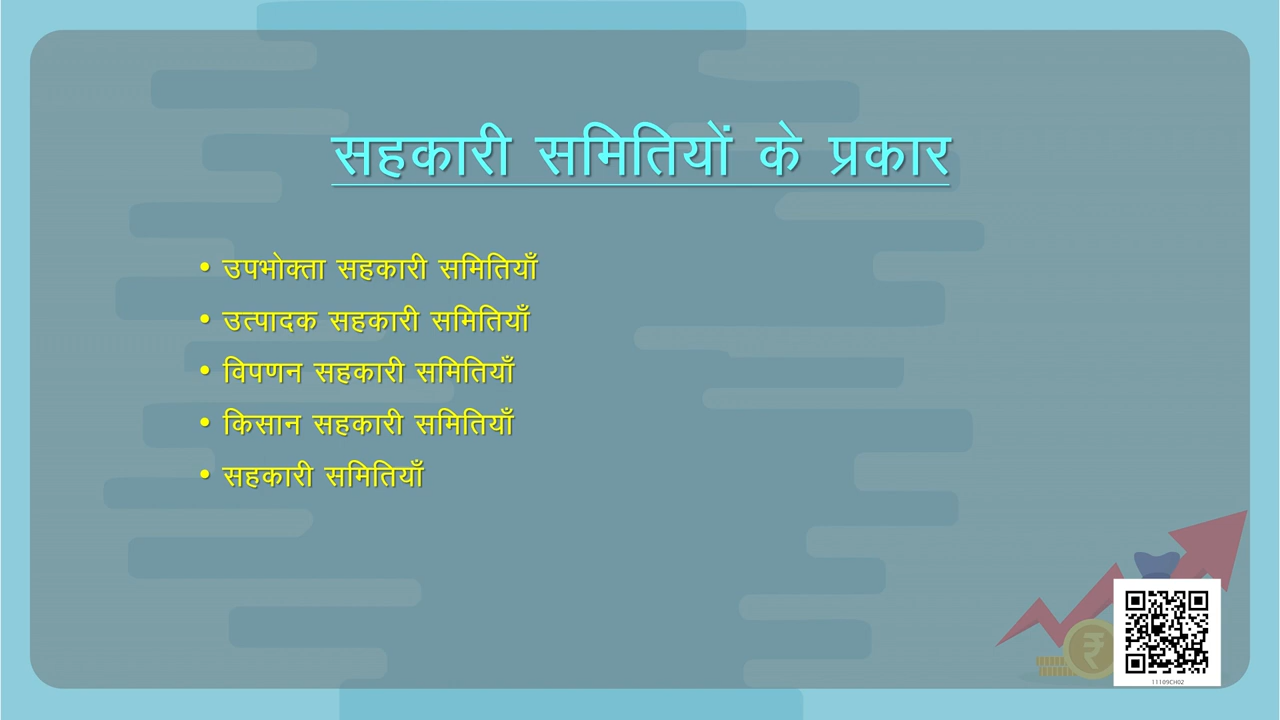 सहकारी समितियों के प्रकार
• उपभोक्ता सहकारी समितियाँ
• उत्पादक सहकारी समितियाँ
• विपणन सहकारी समितियाँ
• किसान सहकारी समितियाँ
• सहकारी समितियाँ
₹
11109CH02